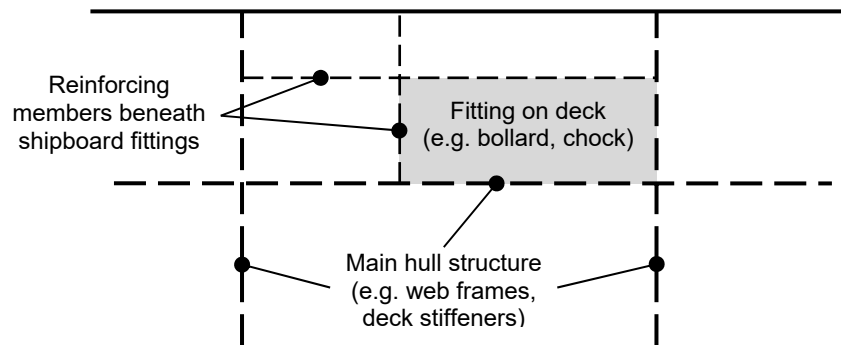 Reinforcing
members beneath
shipboard fittings
Fitting on deck
(e.g. bollard, chock)
Main hull structure
(e.g. web frames,
deck stiffeners)